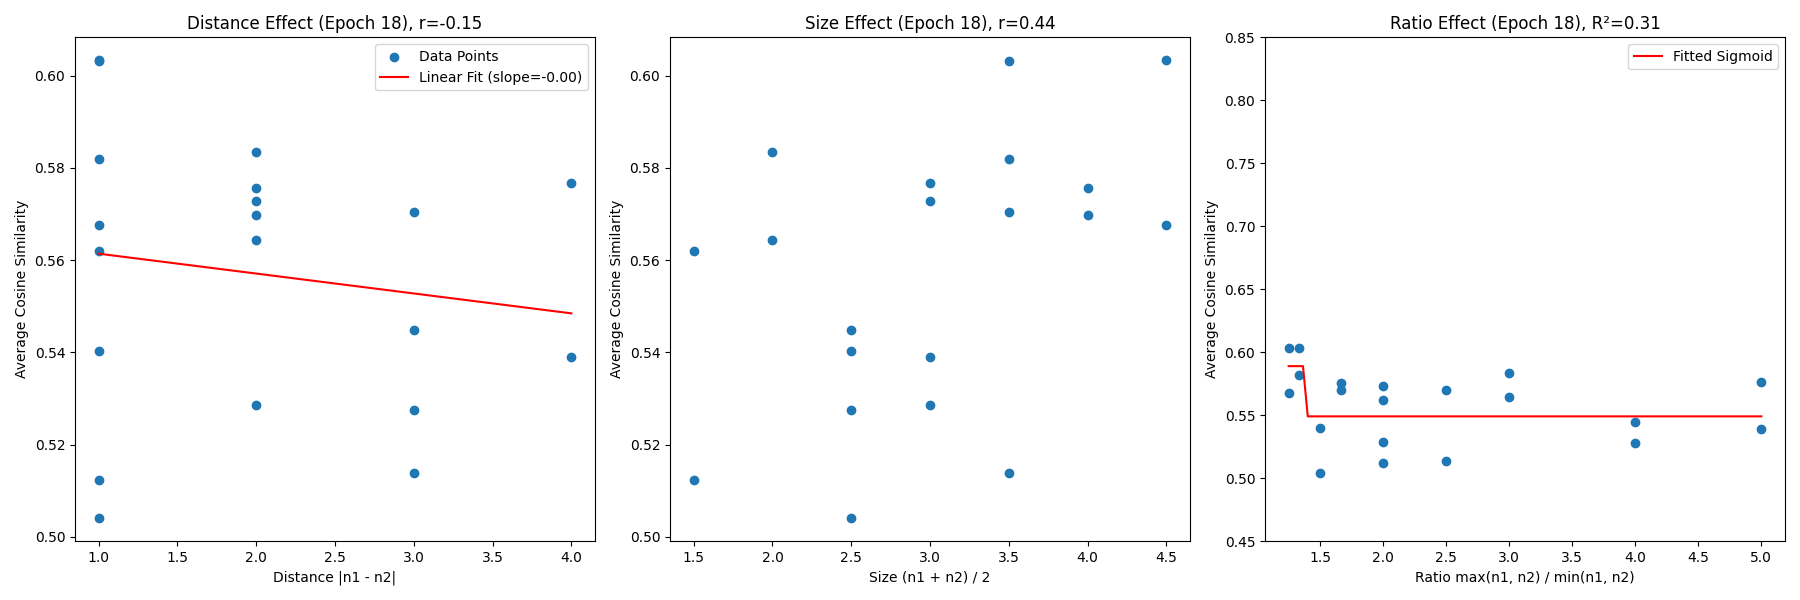 Distance Effect (Epoch 18), r=-0.15
Data Points
Linear Fit (slope=-0.00)
Average Cosine Similarity
0.60
0.58
0.56
0.54
0.52
0.50
1.0 1.5 2.0 2.5 3.0 3.5 4.0
Distance |n1 - n2|
Size Effect (Epoch 18), r=0.44
Average Cosine Similarity
0.60
0.58
0.56
0.54
0.52
0.50
1.5 2.0 2.5 3.0 3.5 4.0 4.5
Size (n1 + n2) / 2
Ratio Effect (Epoch 18), R²=0.31
Fitted Sigmoid
Average Cosine Similarity
0.85
0.80
0.75
0.70
0.65
0.60
0.55
0.50
0.45
1.5 2.0 2.5 3.0 3.5 4.0 4.5 5.0
Ratio max(n1, n2) / min(n1, n2)